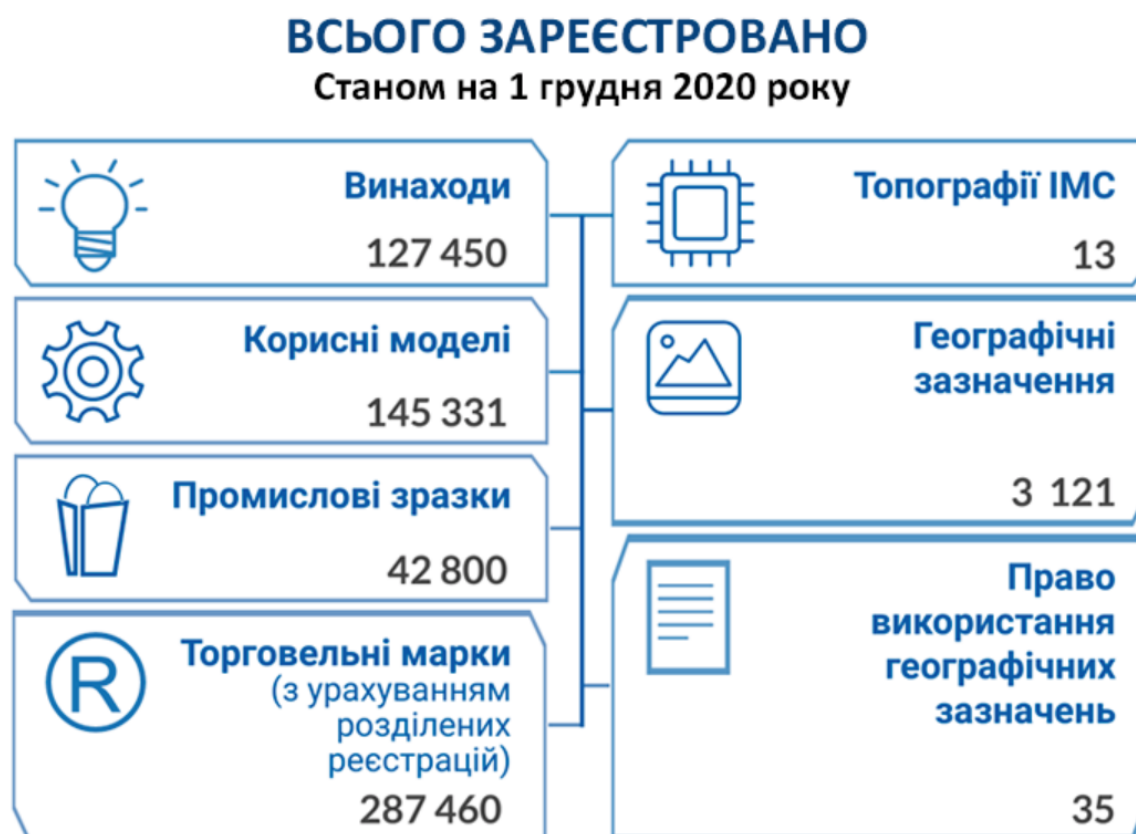 ВСЬОГО ЗАРЕЄСТРОВАНО
Станом на 1 грудня 2020 року
Винаходи
127 450
Корисні моделі
145 331
Промислові зразки
42 800
R
Торговельні марки
(з урахуванням
розділених
реєстрацій)
287 460
Топографії ІМС
13
Географічні
зазначення
3 121
Право
використання
географічних
зазначень
35